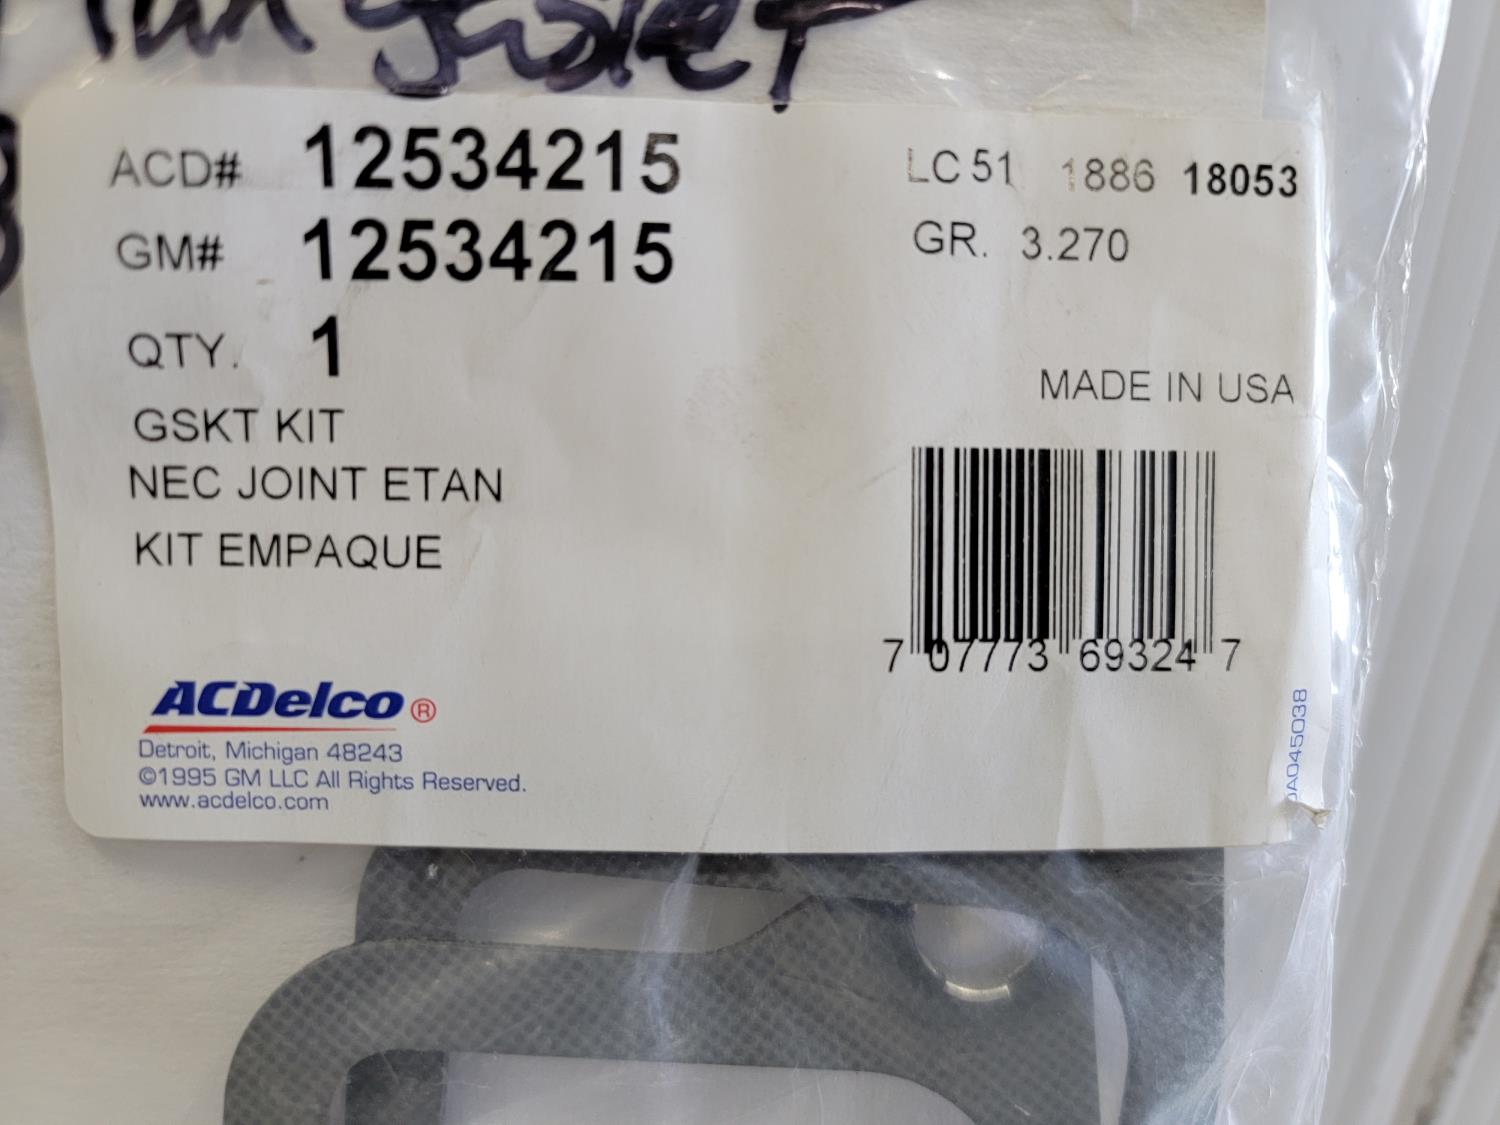 gasket
ACD# 12534215
LC 51 1886 18053
GM# 12534215
GR. 3.270
QTY. 1
MADE IN USA
GSKT KIT
NEC JOINT ETAN
KIT EMPAQUE
7 07773 69324 7
ACDelco®
Detroit, Michigan 48243
©1995 GM LLC All Rights Reserved.
www.acdelco.com
0A045038